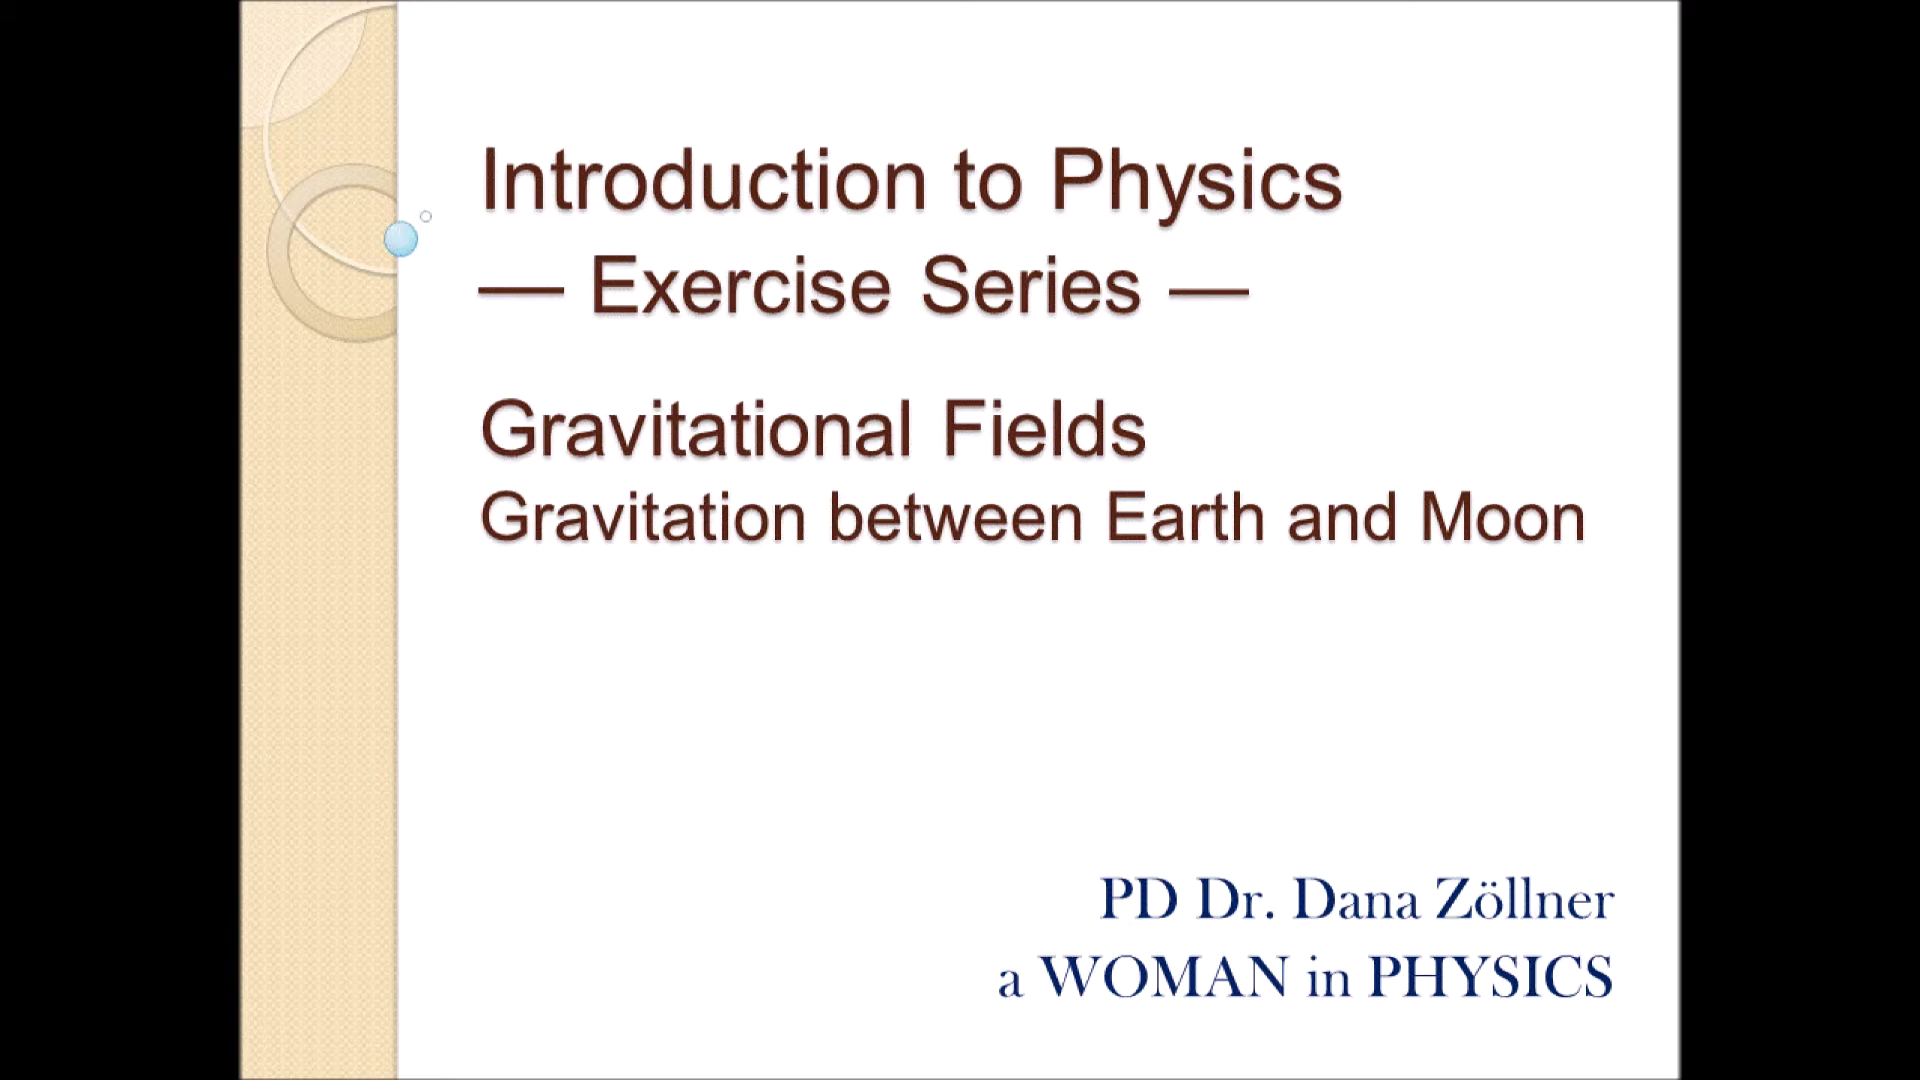 Introduction to Physics
— Exercise Series —
Gravitational Fields
Gravitation between Earth and Moon
PD Dr. Dana Zöllner
a WOMAN in PHYSICS